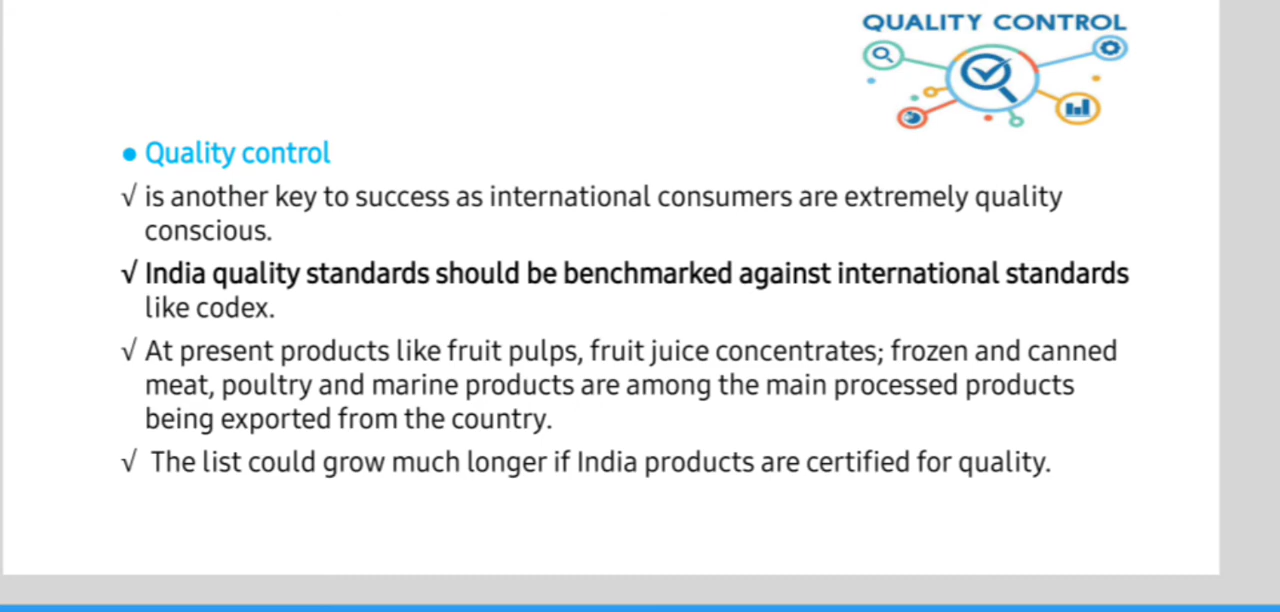 QUALITY CONTROL
● Quality control
√ is another key to success as international consumers are extremely quality
conscious.
√ India quality standards should be benchmarked against international standards
like codex.
√ At present products like fruit pulps, fruit juice concentrates; frozen and canned
meat, poultry and marine products are among the main processed products
being exported from the country.
√ The list could grow much longer if India products are certified for quality.